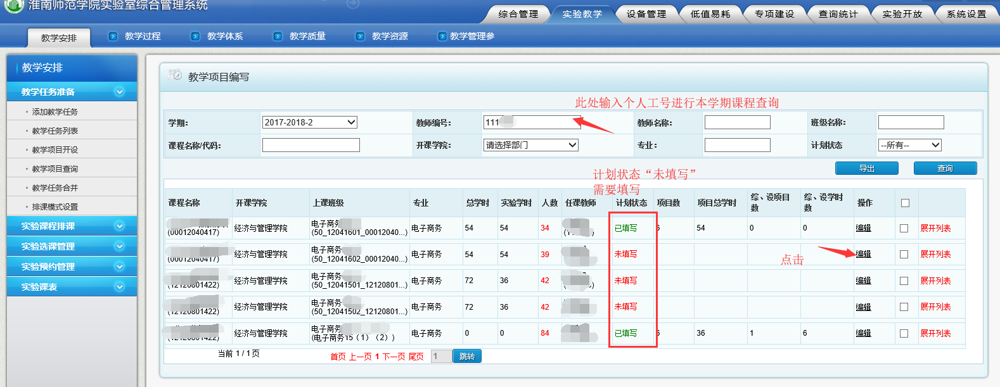 淮南师范学院实验室综合管理系统
综合管理 实验教学 设备管理 低值易耗 专项建设 查询统计 实验开放 系统设置
教学安排 教学过程 教学体系 教学质量 教学资源 教学管理参
教学安排
教学任务准备
· 添加教学任务
· 教学任务列表
· 教学项目开设
· 教学项目查询
· 教学任务合并
· 排课模式设置
实验课程排课
实验选课管理
实验预约管理
实验课表
教学项目编写
此处输入个人工号进行本学期课程查询
学期: 2017-2018-2 教师编号: 111 教师名称: 班级名称:
课程名称/代码: 开课学院: 请选择部门 专业: 计划状态 --所有--
导出 查询
计划状态“未填写”
需要填写
课程名称 开课学院 上课班级 专业 总学时 实验学时 人数 任课教师 计划状态 项目数 项目总学时 综、设项目数 综、设学时数 操作
(00012040417) 经济与管理学院 电子商务 (50_12041601_00012040...) 电子商务 54 54 34 已填写 6 54 0 0 编辑 展开列表
(00012040417) 经济与管理学院 电子商务 (50_12041602_00012040...) 电子商务 54 54 39 未填写 编辑 展开列表
点击
(12120801422) 经济与管理学院 电子商务 (50_12041501_12120801...) 电子商务 72 36 42 未填写 编辑 展开列表
(12120801422) 经济与管理学院 电子商务 (50_12041502_12120801...) 电子商务 72 36 42 未填写 编辑 展开列表
(12120801422) 经济与管理学院 电子商务 (电子商务15（1）（2）) 电子商务 0 0 84 已填写 6 36 1 6 编辑 展开列表
当前 1 / 1 页 首页 上一页 1 下一页 尾页 1 跳转